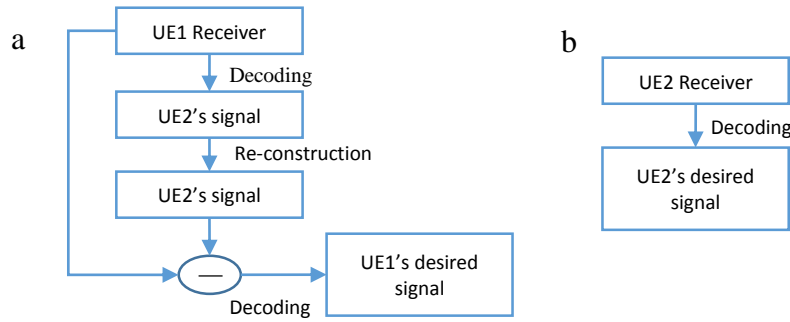 a
UE1 Receiver
Decoding
UE2's signal
Re-construction
UE2's signal
—
Decoding
UE1's desired
signal
b
UE2 Receiver
Decoding
UE2's desired
signal